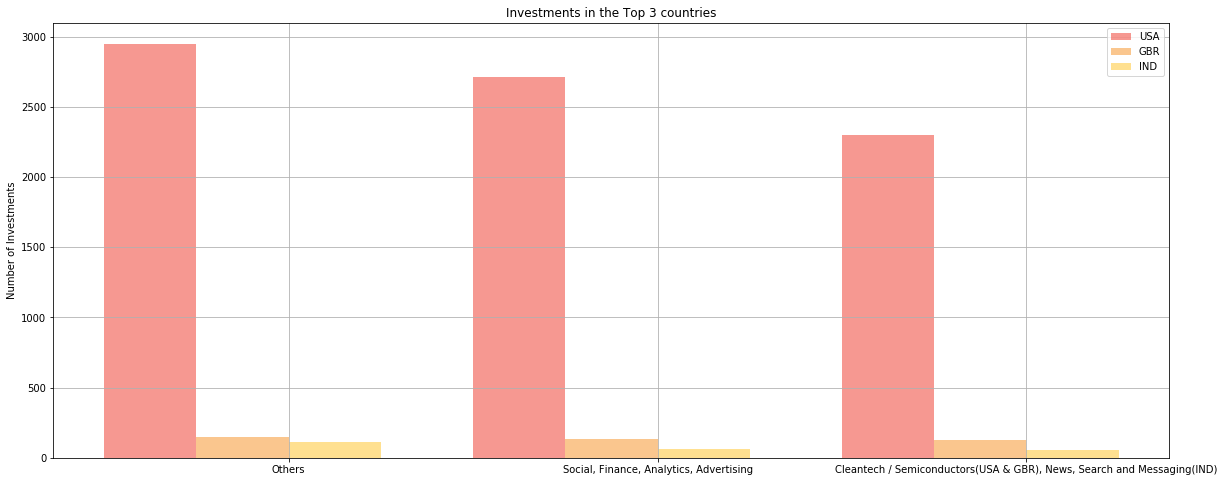 Investments in the Top 3 countries
USA
GBR
IND
Number of Investments
3000
2500
2000
1500
1000
500
0
Others
Social, Finance, Analytics, Advertising
Cleantech / Semiconductors(USA & GBR), News, Search and Messaging(IND)